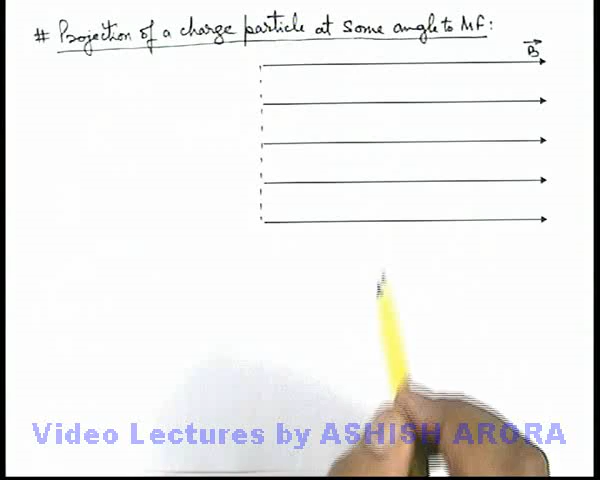 # Projection of a charge particle at some angle to MF:
B
Video Lectures by ASHISH ARORA